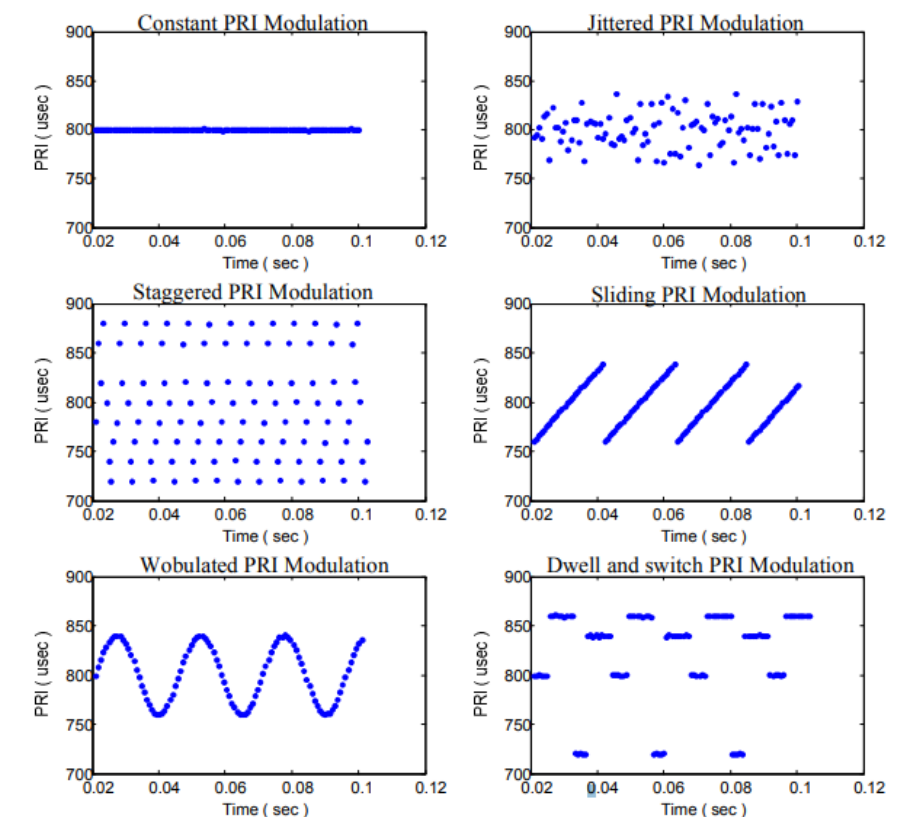 Constant PRI Modulation
900
850
800
750
700
PRI ( usec )
0.02 0.04 0.06 0.08 0.1 0.12
Time ( sec )
Jittered PRI Modulation
900
850
800
750
700
PRI ( usec )
0.02 0.04 0.06 0.08 0.1 0.12
Time ( sec )
Staggered PRI Modulation
900
850
800
750
700
PRI ( usec )
0.02 0.04 0.06 0.08 0.1 0.12
Time ( sec )
Sliding PRI Modulation
900
850
800
750
700
PRI ( usec )
0.02 0.04 0.06 0.08 0.1 0.12
Time ( sec )
Wobulated PRI Modulation
900
850
800
750
700
PRI ( usec )
0.02 0.04 0.06 0.08 0.1 0.12
Time ( sec )
Dwell and switch PRI Modulation
900
850
800
750
700
PRI ( usec )
0.02 0.04 0.06 0.08 0.1 0.12
Time ( sec )